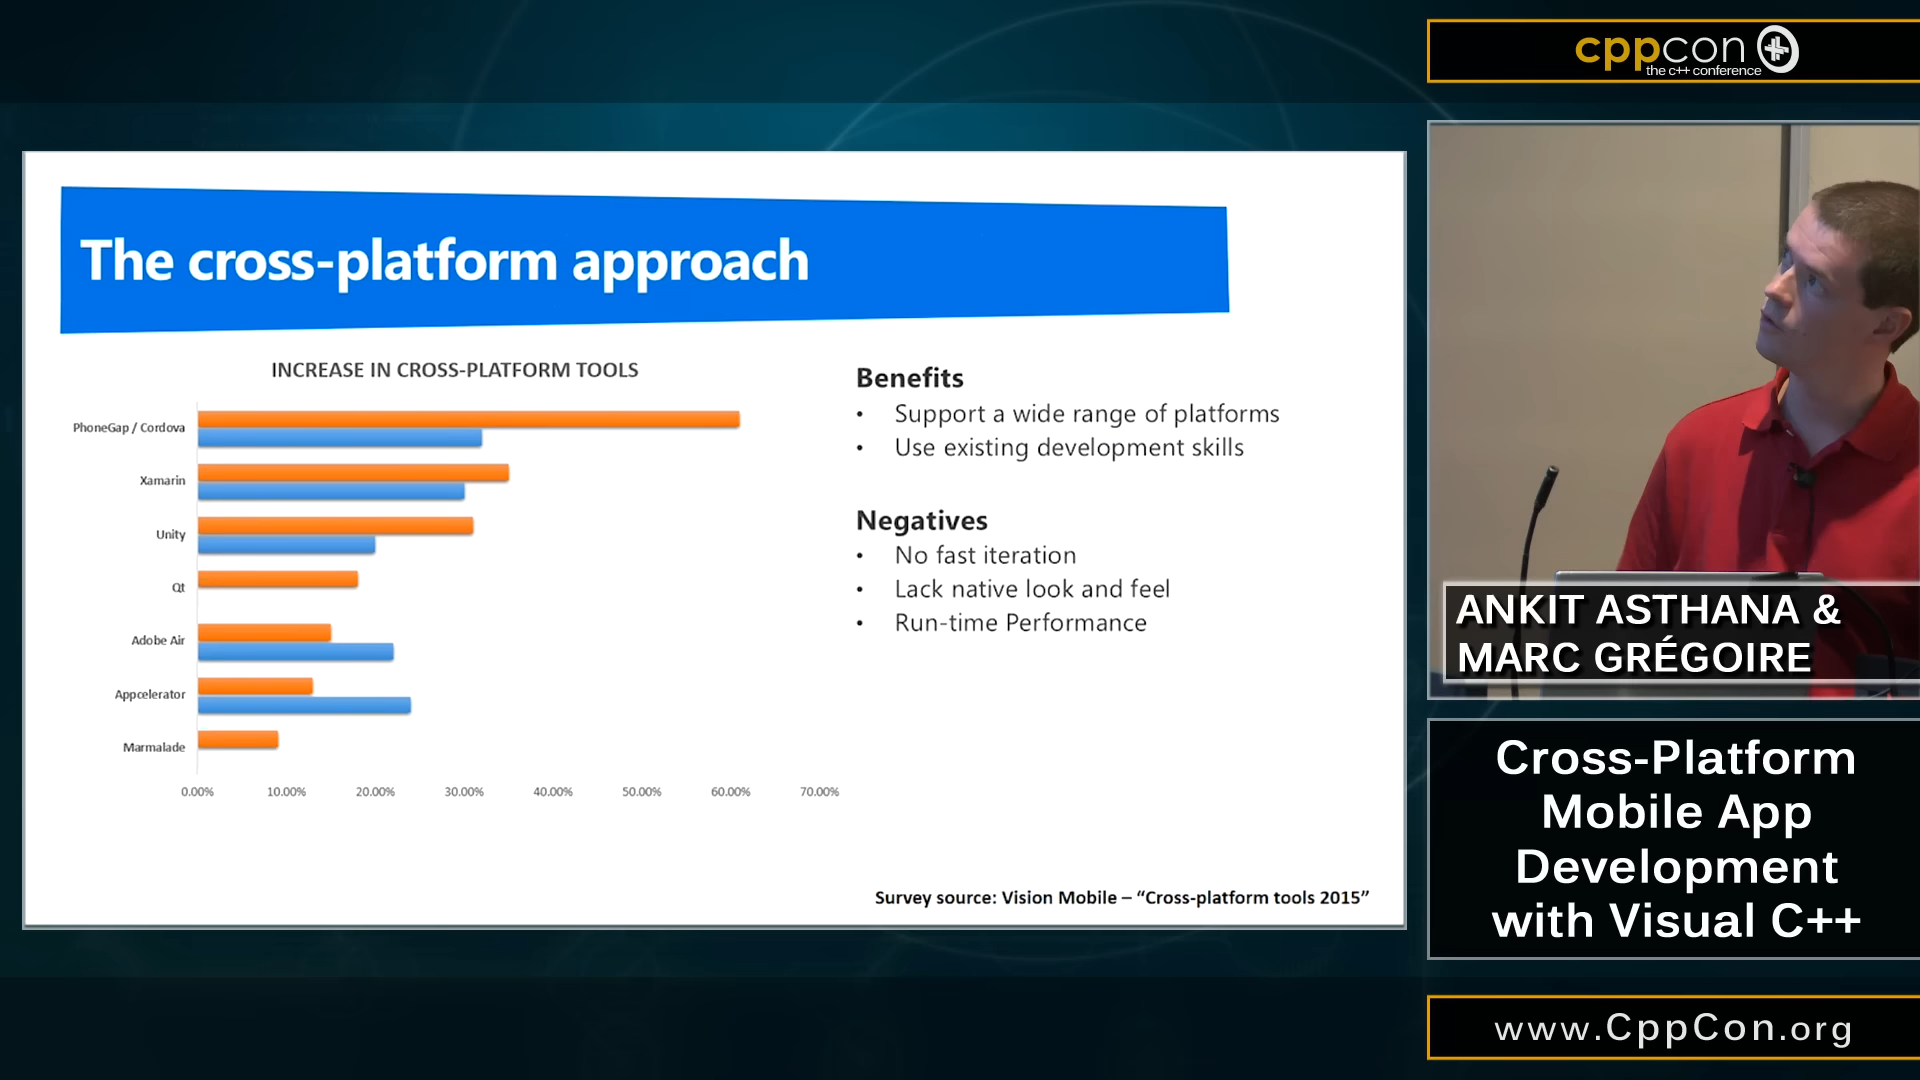 cppcon
the c++ conference
The cross-platform approach
INCREASE IN CROSS-PLATFORM TOOLS
PhoneGap / Cordova
Xamarin
Unity
Qt
Adobe Air
Appcelerator
Marmalade
0.00% 10.00% 20.00% 30.00% 40.00% 50.00% 60.00% 70.00%
Benefits
• Support a wide range of platforms
• Use existing development skills
Negatives
• No fast iteration
• Lack native look and feel
• Run-time Performance
Survey source: Vision Mobile – “Cross-platform tools 2015”
ANKIT ASTHANA &
MARC GRÉGOIRE
Cross-Platform
Mobile App
Development
with Visual C++
www.CppCon.org